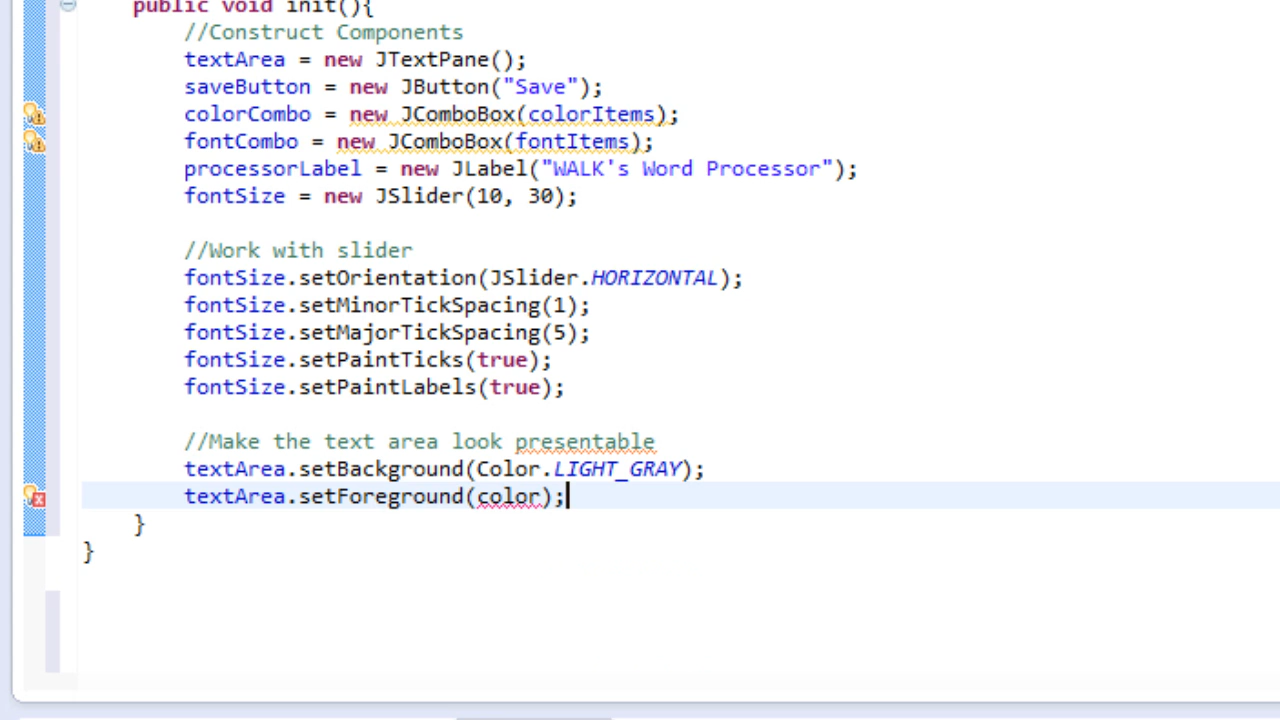 public void init(){
//Construct Components
textArea = new JTextPane();
saveButton = new JButton("Save");
colorCombo = new JComboBox(colorItems);
fontCombo = new JComboBox(fontItems);
processorLabel = new JLabel("WALK's Word Processor");
fontSize = new JSlider(10, 30);
//Work with slider
fontSize.setOrientation(JSlider.HORIZONTAL);
fontSize.setMinorTickSpacing(1);
fontSize.setMajorTickSpacing(5);
fontSize.setPaintTicks(true);
fontSize.setPaintLabels(true);
//Make the text area look presentable
textArea.setBackground(Color.LIGHT_GRAY);
textArea.setForeground(color);
}
}